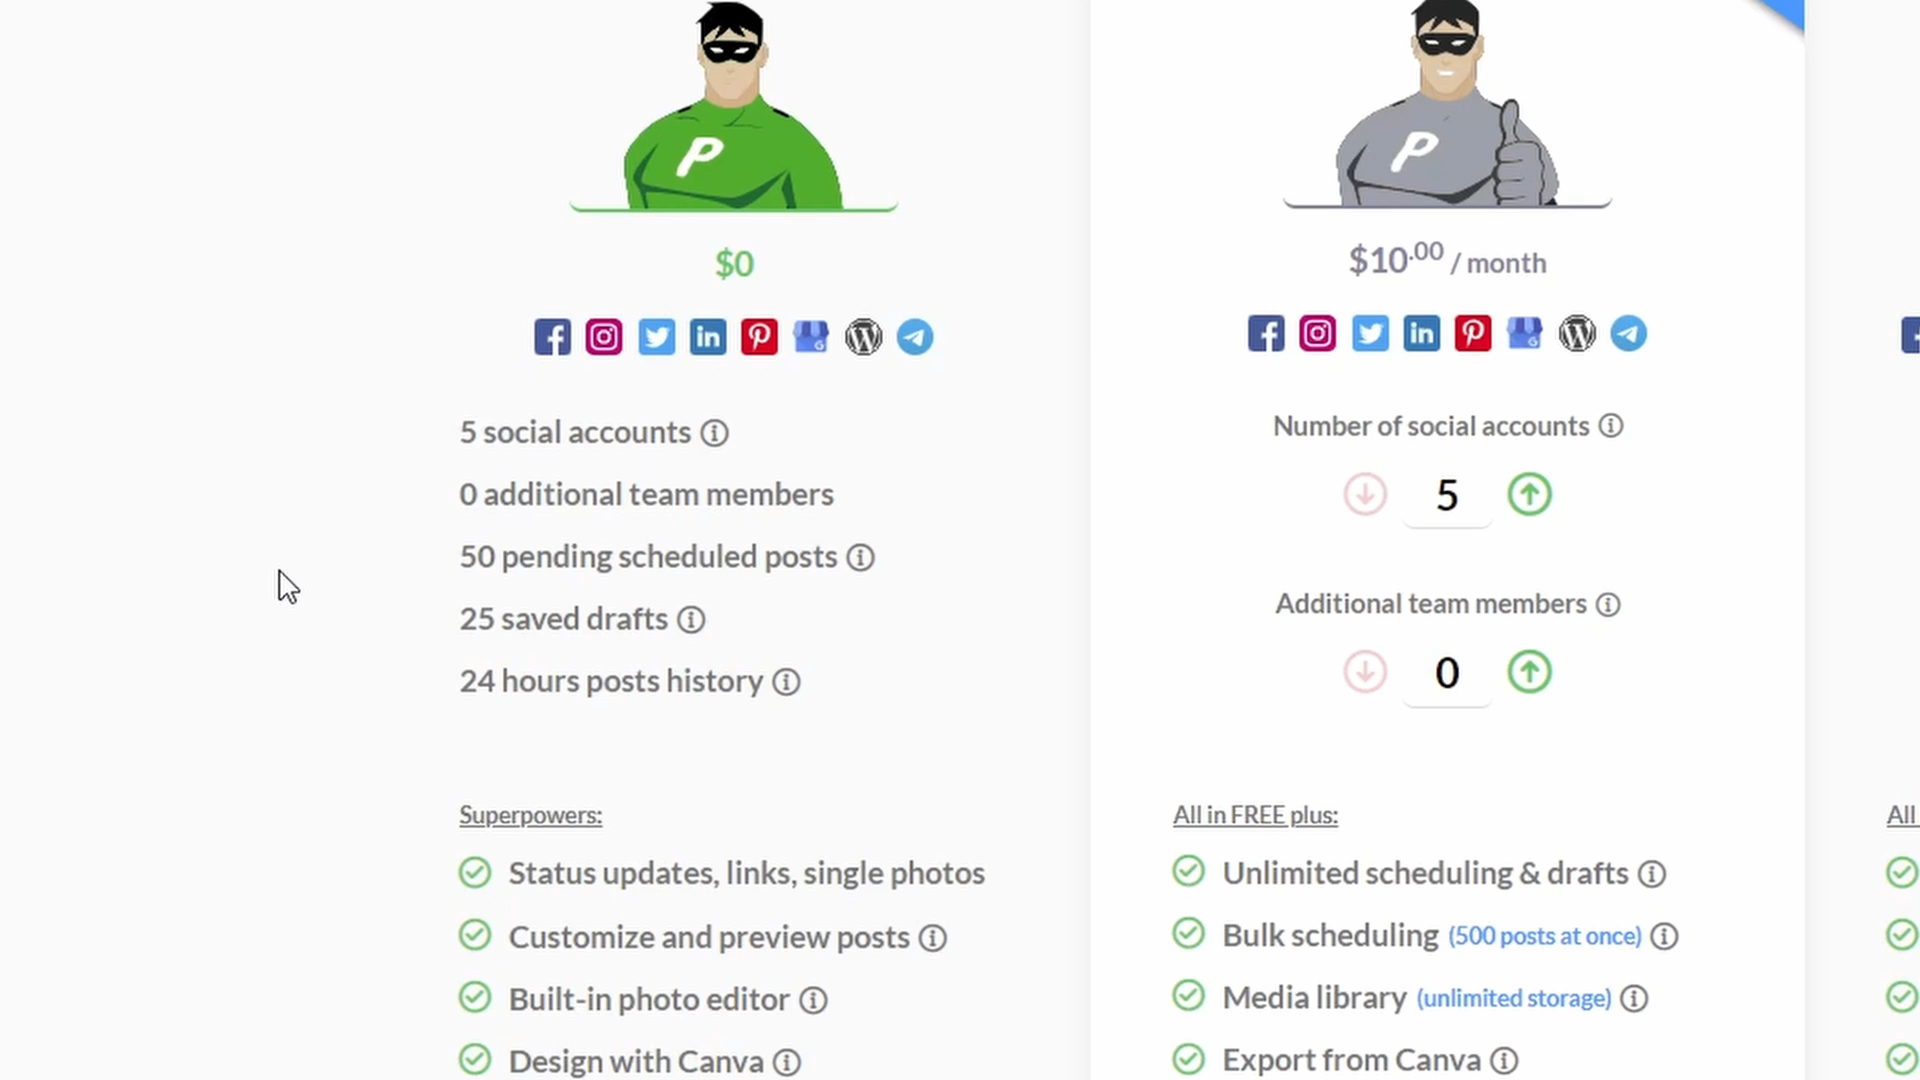 P
$0
5 social accounts
0 additional team members
50 pending scheduled posts
25 saved drafts
24 hours posts history
Superpowers:
Status updates, links, single photos
Customize and preview posts
Built-in photo editor
Design with Canva
P
$10.00 / month
Number of social accounts
5
Additional team members
0
All in FREE plus:
Unlimited scheduling & drafts
Bulk scheduling (500 posts at once)
Media library (unlimited storage)
Export from Canva
All